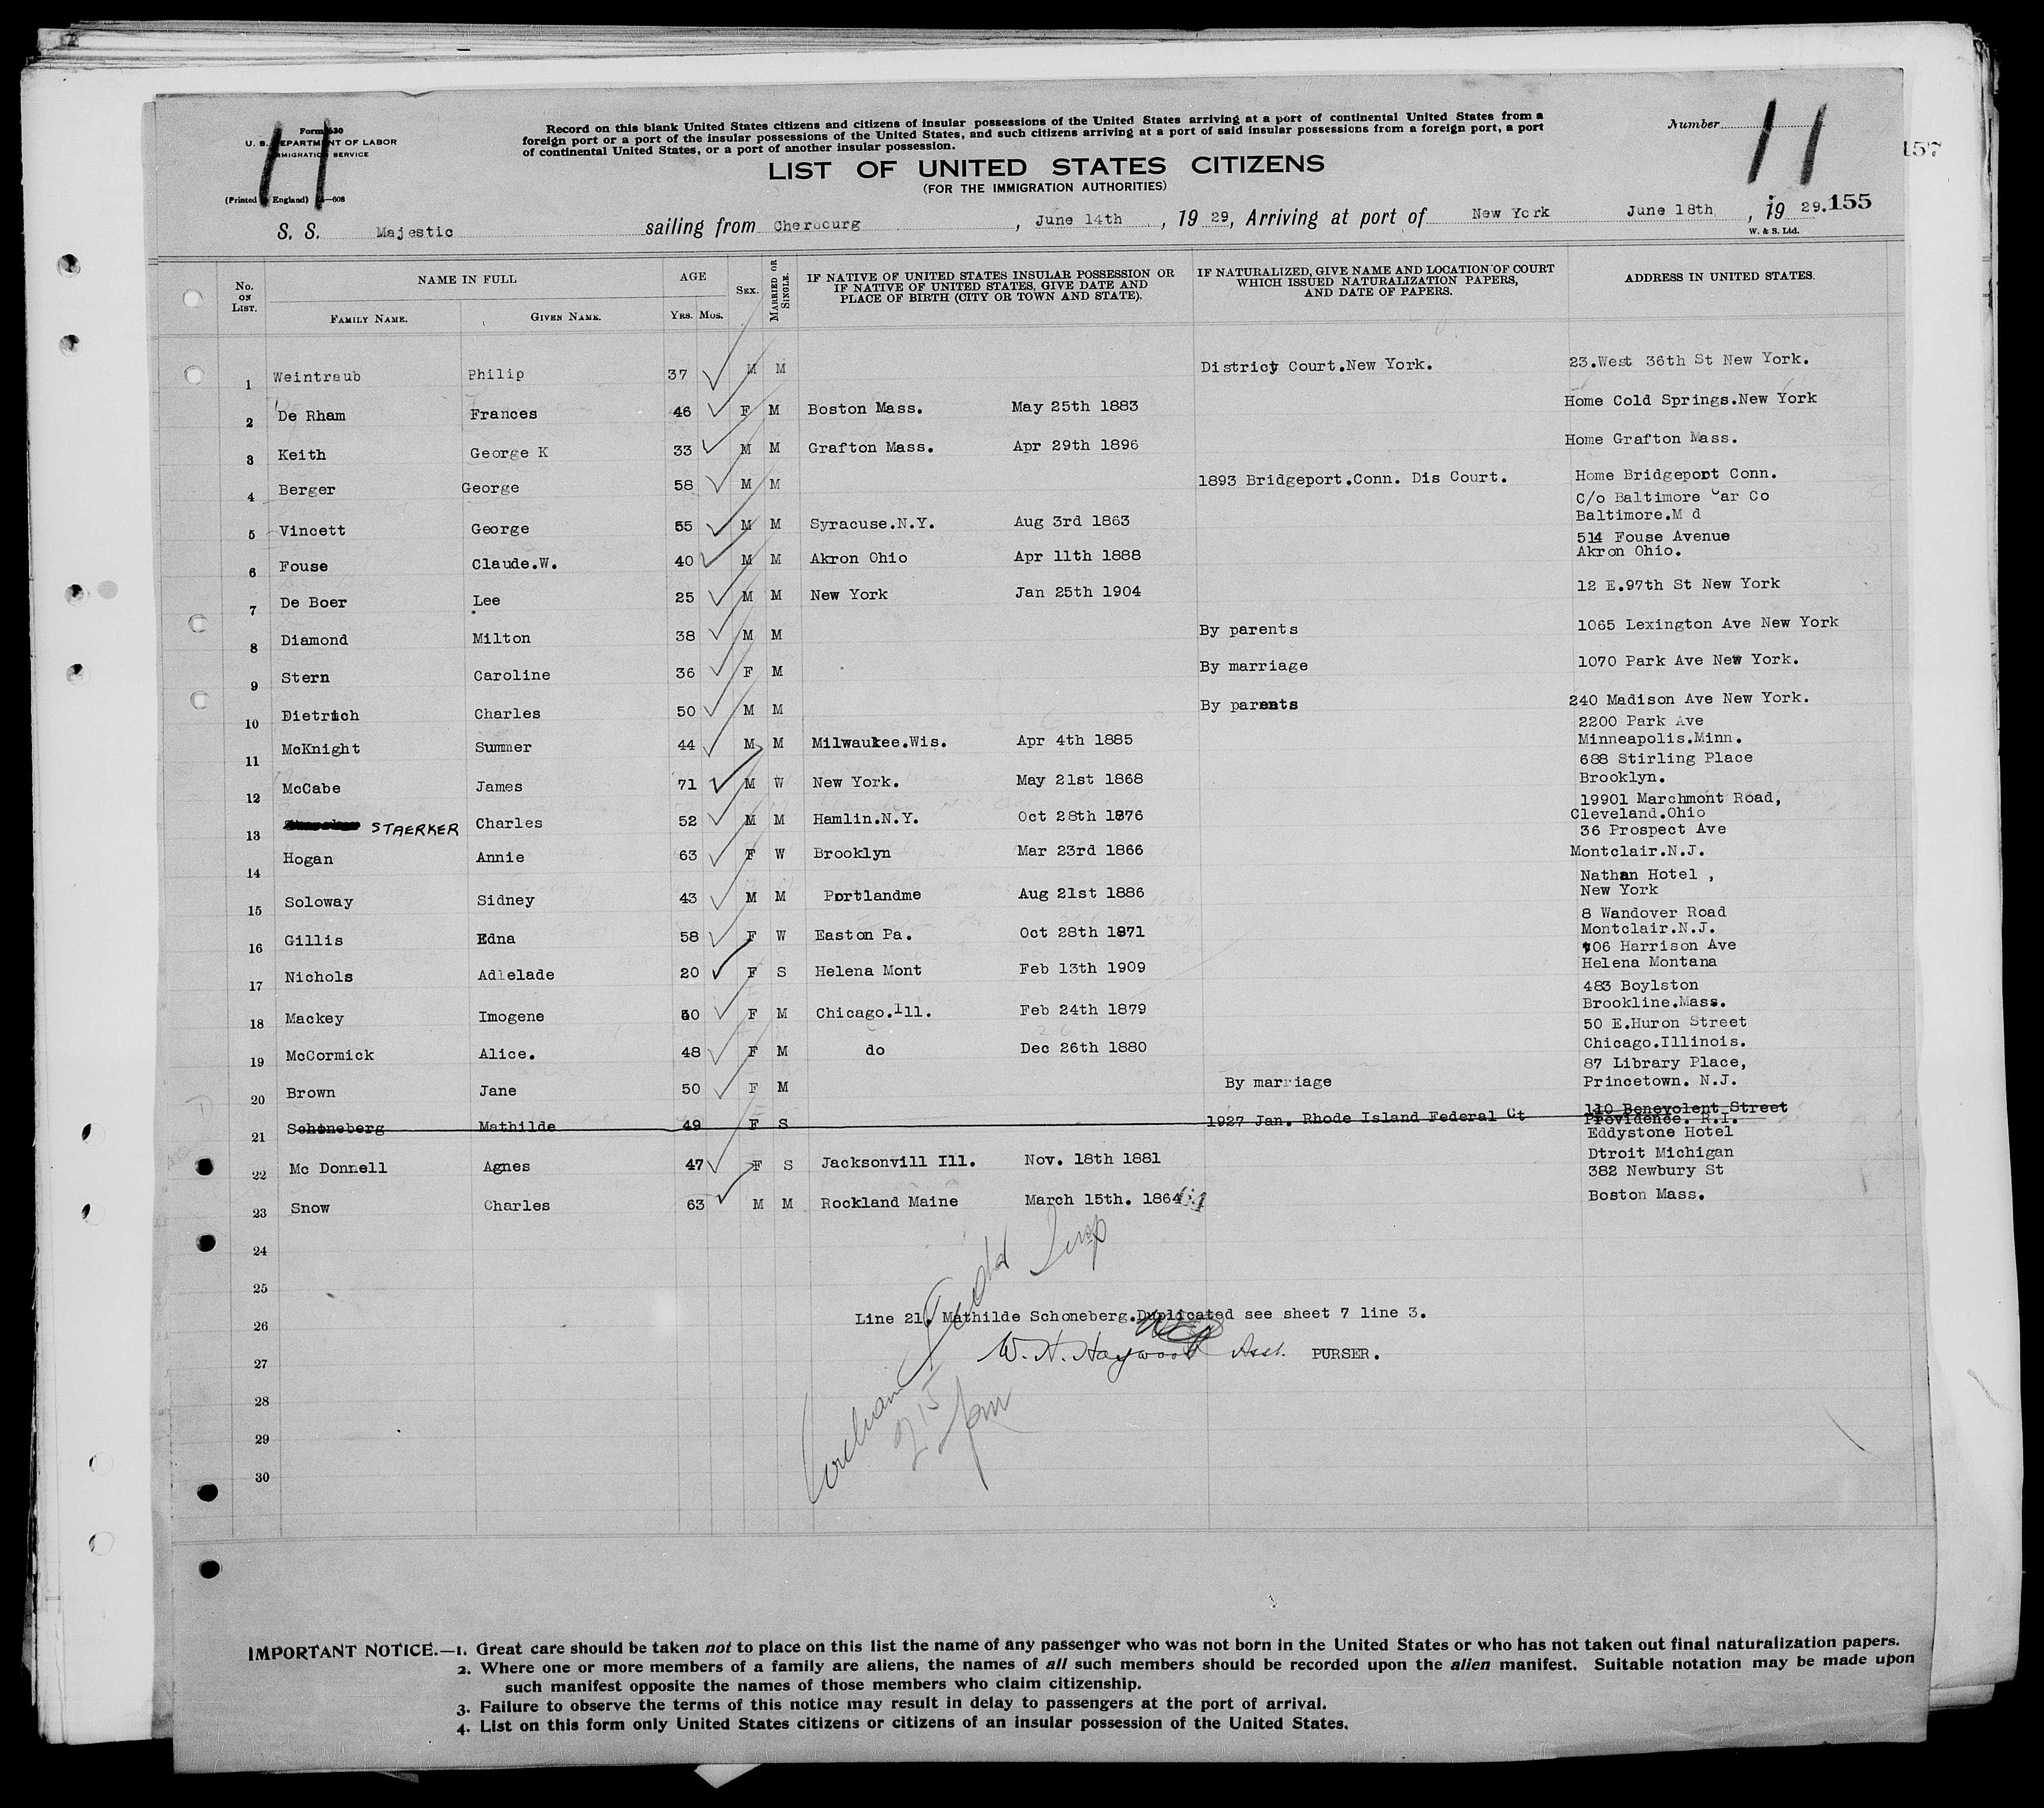 Form 630
U. S. DEPARTMENT OF LABOR
IMMIGRATION SERVICE
(Printed in England) —608
11
Record on this blank United States citizens and citizens of insular possessions of the United States arriving at a port of continental United States from a
foreign port or a port of the insular possessions of the United States, and such citizens arriving at a port of said insular possessions from a foreign port, a port
of continental United States, or a port of another insular possession.
LIST OF UNITED STATES CITIZENS
(FOR THE IMMIGRATION AUTHORITIES)
Number 11
157
155
S. S. Majestic sailing from Cherbourg, June 14th, 19 29, Arriving at port of New York June 18th, 19 29.
W. & S. Ltd.
No. ON LIST. NAME IN FULL AGE SEX. MARRIED OR SINGLE. IF NATIVE OF UNITED STATES INSULAR POSSESSION OR IF NATIVE OF UNITED STATES, GIVE DATE AND PLACE OF BIRTH (CITY OR TOWN AND STATE). IF NATURALIZED, GIVE NAME AND LOCATION OF COURT WHICH ISSUED NATURALIZATION PAPERS, AND DATE OF PAPERS. ADDRESS IN UNITED STATES.
FAMILY NAME. GIVEN NAME. YRS. MOS.
1 Weintraub Philip 37 M M District Court.New York. 23.West 36th St New York.
2 De Rham Frances 46 F M Boston Mass. May 25th 1883 Home Cold Springs.New York
3 Keith George K 33 M M Grafton Mass. Apr 29th 1896 Home Grafton Mass.
4 Berger George 58 M M 1893 Bridgeport.Conn. Dis Court. Home Bridgeport Conn.
5 Vincett George 55 M M Syracuse.N.Y. Aug 3rd 1863 C/o Baltimore Car Co
Baltimore.M d
6 Fouse Claude.W. 40 M M Akron Ohio Apr 11th 1888 514 Fouse Avenue
Akron Ohio.
7 De Boer Lee 25 M M New York Jan 25th 1904 12 E.97th St New York
8 Diamond Milton 38 M M By parents 1065 Lexington Ave New York
9 Stern Caroline 36 F M By marriage 1070 Park Ave New York.
10 Dietrich Charles 50 M M By parents 240 Madison Ave New York.
11 McKnight Summer 44 M M Milwaukee.Wis. Apr 4th 1885 2200 Park Ave
Minneapolis.Minn.
12 McCabe James 71 M W New York. May 21st 1868 688 Stirling Place
Brooklyn.
13 STAERKER Charles 52 M M Hamlin.N.Y. Oct 28th 1876 19901 Marchmont Road,
Cleveland.Ohio
14 Hogan Annie 63 F W Brooklyn Mar 23rd 1866 36 Prospect Ave
Montclair.N.J.
15 Soloway Sidney 43 M M Portlandme Aug 21st 1886 Nathan Hotel ,
New York
16 Gillis Edna 58 F W Easton Pa. Oct 28th 1871 8 Wandover Road
Montclair.N.J.
17 Nichols Adlelade 20 F S Helena Mont Feb 13th 1909 706 Harrison Ave
Helena Montana
18 Mackey Imogene 50 F M Chicago.Ill. Feb 24th 1879 483 Boylston
Brookline.Mass.
19 McCormick Alice. 48 F M do Dec 26th 1880 50 E.Huron Street
Chicago.Illinois.
20 Brown Jane 50 F M By marriage 87 Library Place,
Princetown. N.J.
21 Schoneberg Mathilde 49 F S 1927 Jan. Rhode Island Federal Ct 110 Benevolent Street
Providence. R.I.
22 Mc Donnell Agnes 47 F S Jacksonvill Ill. Nov. 18th 1881 Eddystone Hotel
Dtroit Michigan
23 Snow Charles 63 M M Rockland Maine March 15th. 1864 382 Newbury St
Boston Mass.
24
25
26 Line 21. Mathilde Schoneberg.Duplicated see sheet 7 line 3.
27 W. H. Haywood Asst. PURSER.
28
29
30
IMPORTANT NOTICE.—1. Great care should be taken not to place on this list the name of any passenger who was not born in the United States or who has not taken out final naturalization papers.
2. Where one or more members of a family are aliens, the names of all such members should be recorded upon the alien manifest. Suitable notation may be made upon
such manifest opposite the names of those members who claim citizenship.
3. Failure to observe the terms of this notice may result in delay to passengers at the port of arrival.
4. List on this form only United States citizens or citizens of an insular possession of the United States.